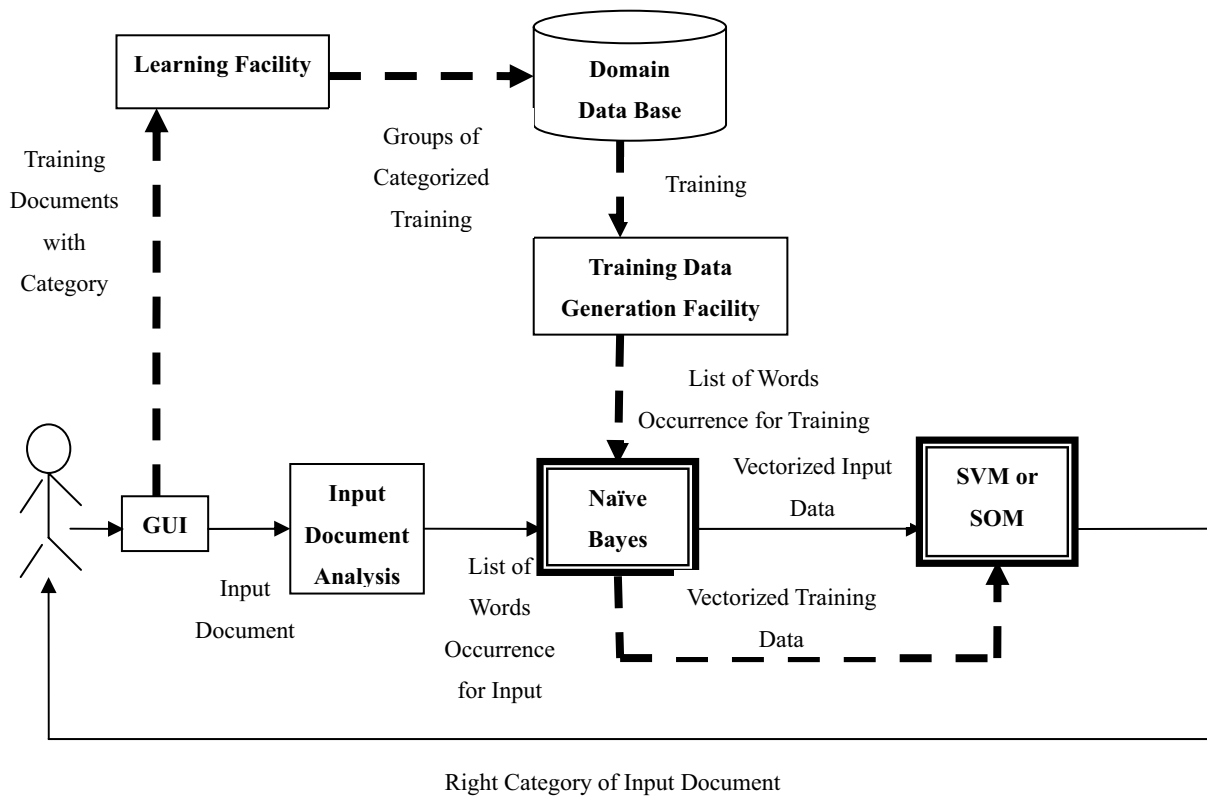 Learning Facility
Domain
Data Base
Groups of
Categorized
Training
Training
Documents
with
Category
Training
Training Data
Generation Facility
List of Words
Occurrence for Training
GUI
Input
Document
Analysis
Naïve
Bayes
Vectorized Input
Data
SVM or
SOM
Input
Document
List of
Words
Occurrence
for Input
Vectorized Training
Data
Right Category of Input Document